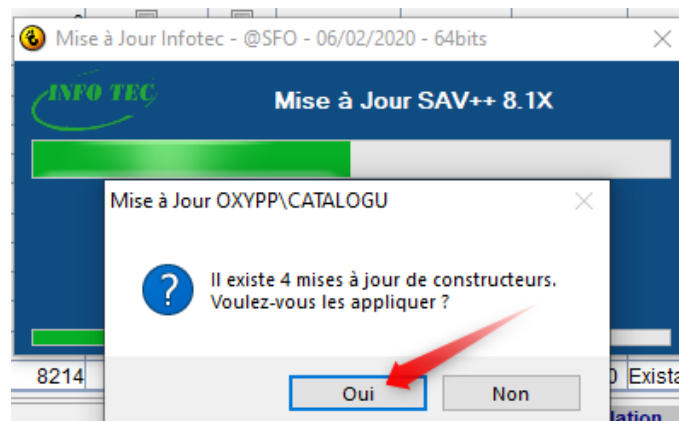 Mise à Jour Infotec - @SFO - 06/02/2020 - 64bits
INFO TEC
Mise à Jour SAV++ 8.1X
Mise à Jour OXYPP\CATALOGU
Il existe 4 mises à jour de constructeurs.
Voulez-vous les appliquer ?
8214
Exista
Oui
Non
lation